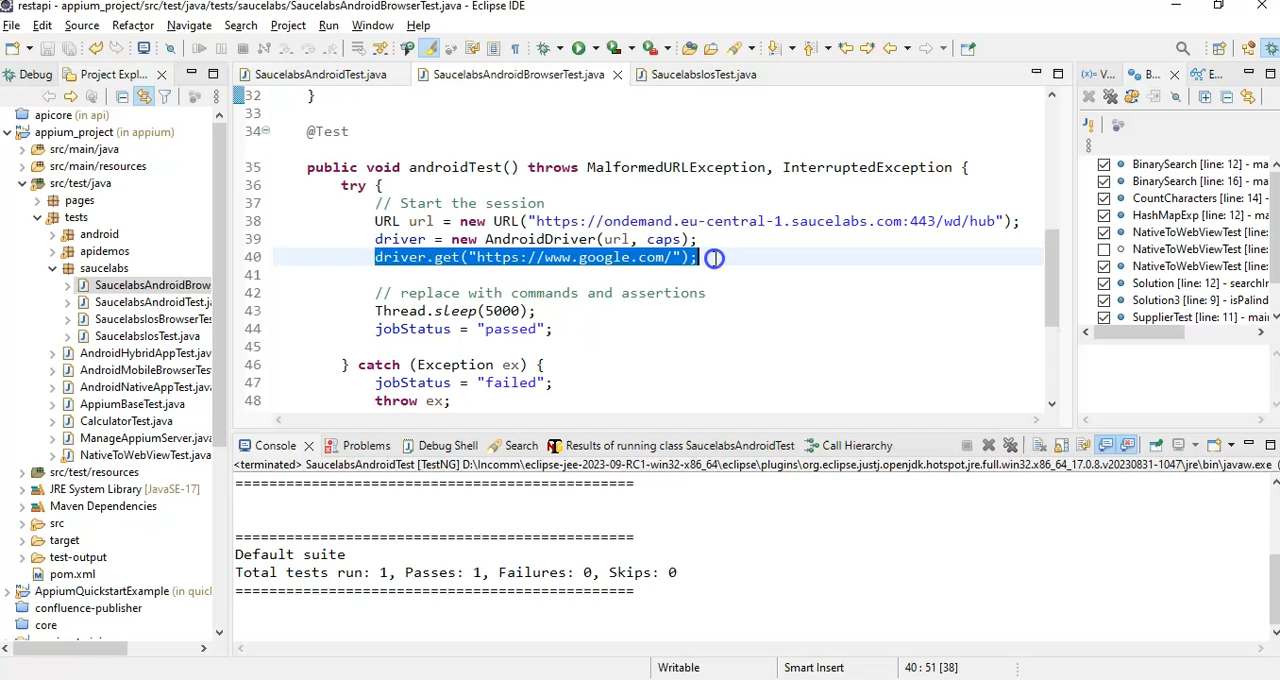 restapi - appium_project/src/test/java/tests/saucelabs/SaucelabsAndroidBrowserTest.java - Eclipse IDE
File Edit Source Refactor Navigate Search Project Run Window Help
Debug Project Expl... SaucelabsAndroidTest.java SaucelabsAndroidBrowserTest.java SaucelabsIosTest.java V... B... E...
apicore (in api)
appium_project (in appium)
src/main/java
src/main/resources
src/test/java
pages
tests
android
apidemos
saucelabs
SaucelabsAndroidBrow
SaucelabsAndroidTest.j
SaucelabsIosBrowserTe
SaucelabsIosTest.java
AndroidHybridAppTest.jav
AndroidMobileBrowserTest
AndroidNativeAppTest.java
AppiumBaseTest.java
CalculatorTest.java
ManageAppiumServer.java
NativeToWebViewTest.java
src/test/resources
JRE System Library [JavaSE-17]
Maven Dependencies
src
target
test-output
pom.xml
AppiumQuickstartExample (in quick
confluence-publisher
core
32 }
33
34 @Test
35 public void androidTest() throws MalformedURLException, InterruptedException {
36 try {
37 // Start the session
38 URL url = new URL("https://ondemand.eu-central-1.saucelabs.com:443/wd/hub");
39 driver = new AndroidDriver(url, caps);
40 driver.get("https://www.google.com/");
41
42 // replace with commands and assertions
43 Thread.sleep(5000);
44 jobStatus = "passed";
45
46 } catch (Exception ex) {
47 jobStatus = "failed";
48 throw ex;
BinarySearch [line: 12] - ma
BinarySearch [line: 16] - ma
CountCharacters [line: 14] -
HashMapExp [line: 12] - ma
NativeToWebViewTest [line:
NativeToWebViewTest [line:
NativeToWebViewTest [line:
Solution [line: 12] - searchIn
Solution3 [line: 9] - isPalind
SupplierTest [line: 11] - mai
Console Problems Debug Shell Search Results of running class SaucelabsAndroidTest Call Hierarchy
<terminated> SaucelabsAndroidTest [TestNG] D:\Incomm\eclipse-jee-2023-09-RC1-win32-x86_64\eclipse\plugins\org.eclipse.justj.openjdk.hotspot.jre.full.win32.x86_64_17.0.8.v20230831-1047\jre\bin\javaw.exe (
===============================================
===============================================
Default suite
Total tests run: 1, Passes: 1, Failures: 0, Skips: 0
===============================================
Writable Smart Insert 40 : 51 [38]